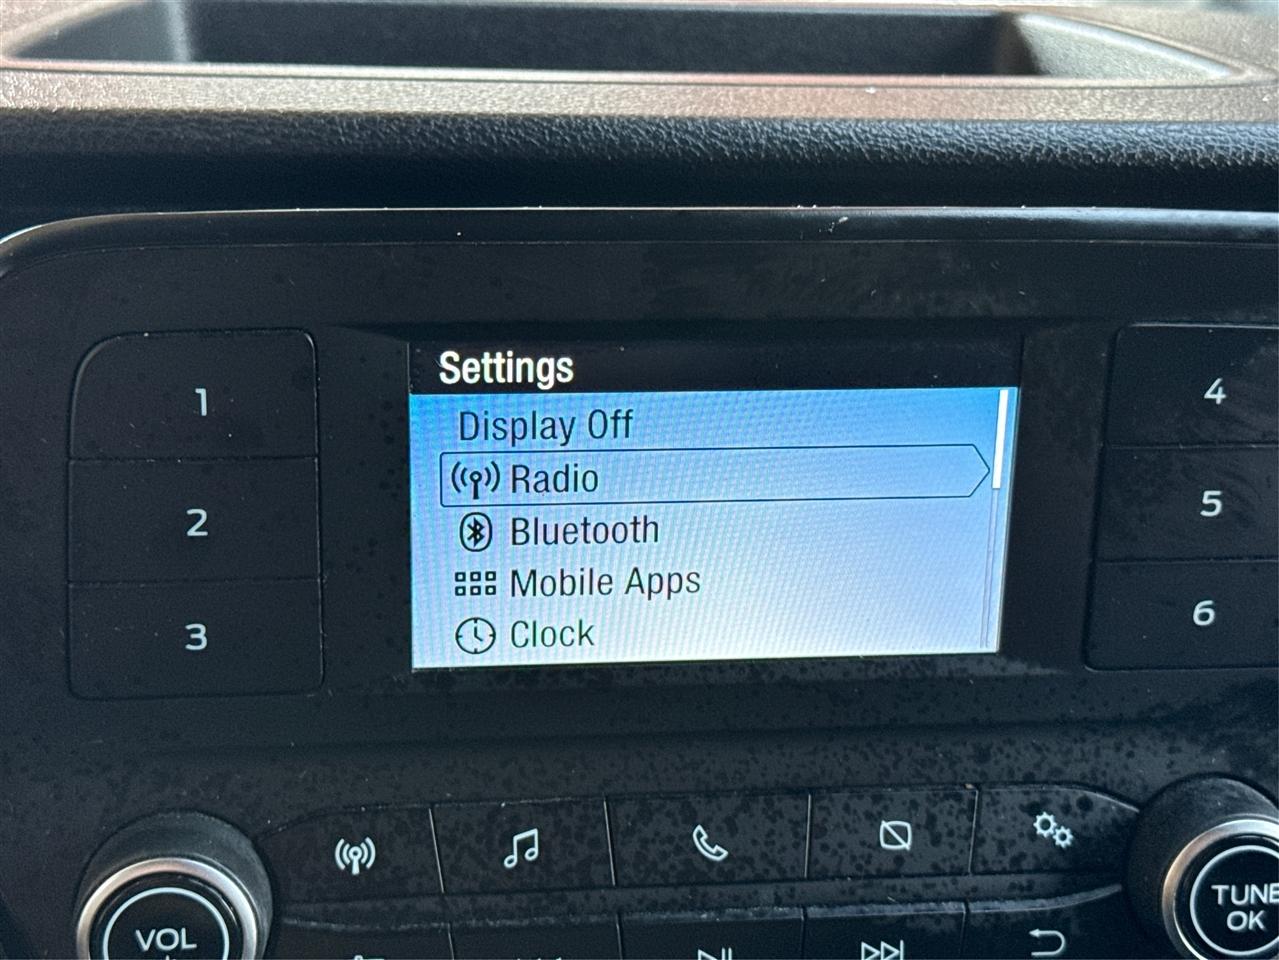 Settings
Display Off
Radio
Bluetooth
Mobile Apps
Clock
1
2
3
4
5
6
VOL
TUNE
OK